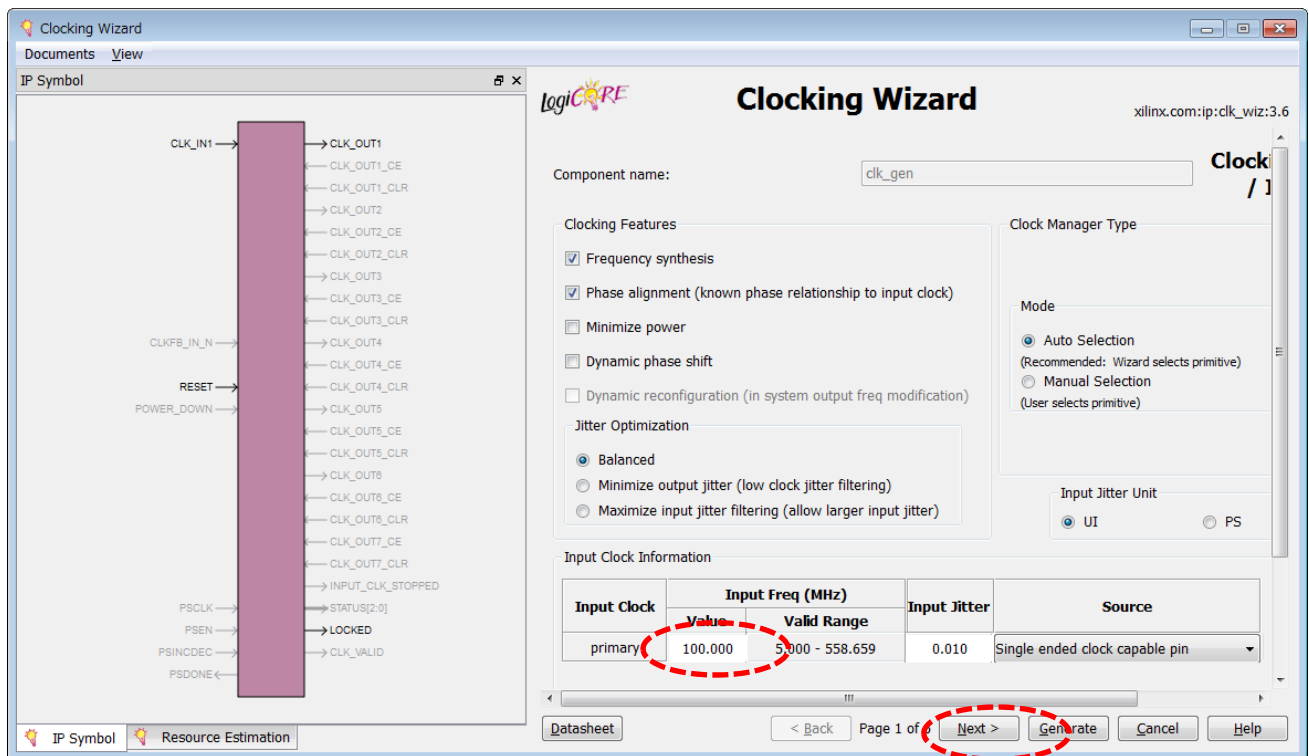 Clocking Wizard
Documents View
IP Symbol
CLK_IN1
CLKFB_IN_N
RESET
POWER_DOWN
PSCLK
PSEN
PSINCDEC
PSDONE
CLK_OUT1
CLK_OUT1_CE
CLK_OUT1_CLR
CLK_OUT2
CLK_OUT2_CE
CLK_OUT2_CLR
CLK_OUT3
CLK_OUT3_CE
CLK_OUT3_CLR
CLK_OUT4
CLK_OUT4_CE
CLK_OUT4_CLR
CLK_OUT5
CLK_OUT5_CE
CLK_OUT5_CLR
CLK_OUT6
CLK_OUT6_CE
CLK_OUT6_CLR
CLK_OUT7_CE
CLK_OUT7_CLR
INPUT_CLK_STOPPED
STATUS[2:0]
LOCKED
CLK_VALID
IP Symbol Resource Estimation
LogiCORE
Clocking Wizard
xilinx.com:ip:clk_wiz:3.6
Component name: clk_gen
Clocking Features
Frequency synthesis
Phase alignment (known phase relationship to input clock)
Minimize power
Dynamic phase shift
Dynamic reconfiguration (in system output freq modification)
Jitter Optimization
Balanced
Minimize output jitter (low clock jitter filtering)
Maximize input jitter filtering (allow larger input jitter)
Clock Manager Type
Mode
Auto Selection
(Recommended: Wizard selects primitive)
Manual Selection
(User selects primitive)
Input Jitter Unit
UI PS
Input Clock Information
Input Clock Input Freq (MHz) Input Jitter Source
Value Valid Range
primary 100.000 5.000 - 558.659 0.010 Single ended clock capable pin
Datasheet < Back Page 1 of Next > Generate Cancel Help